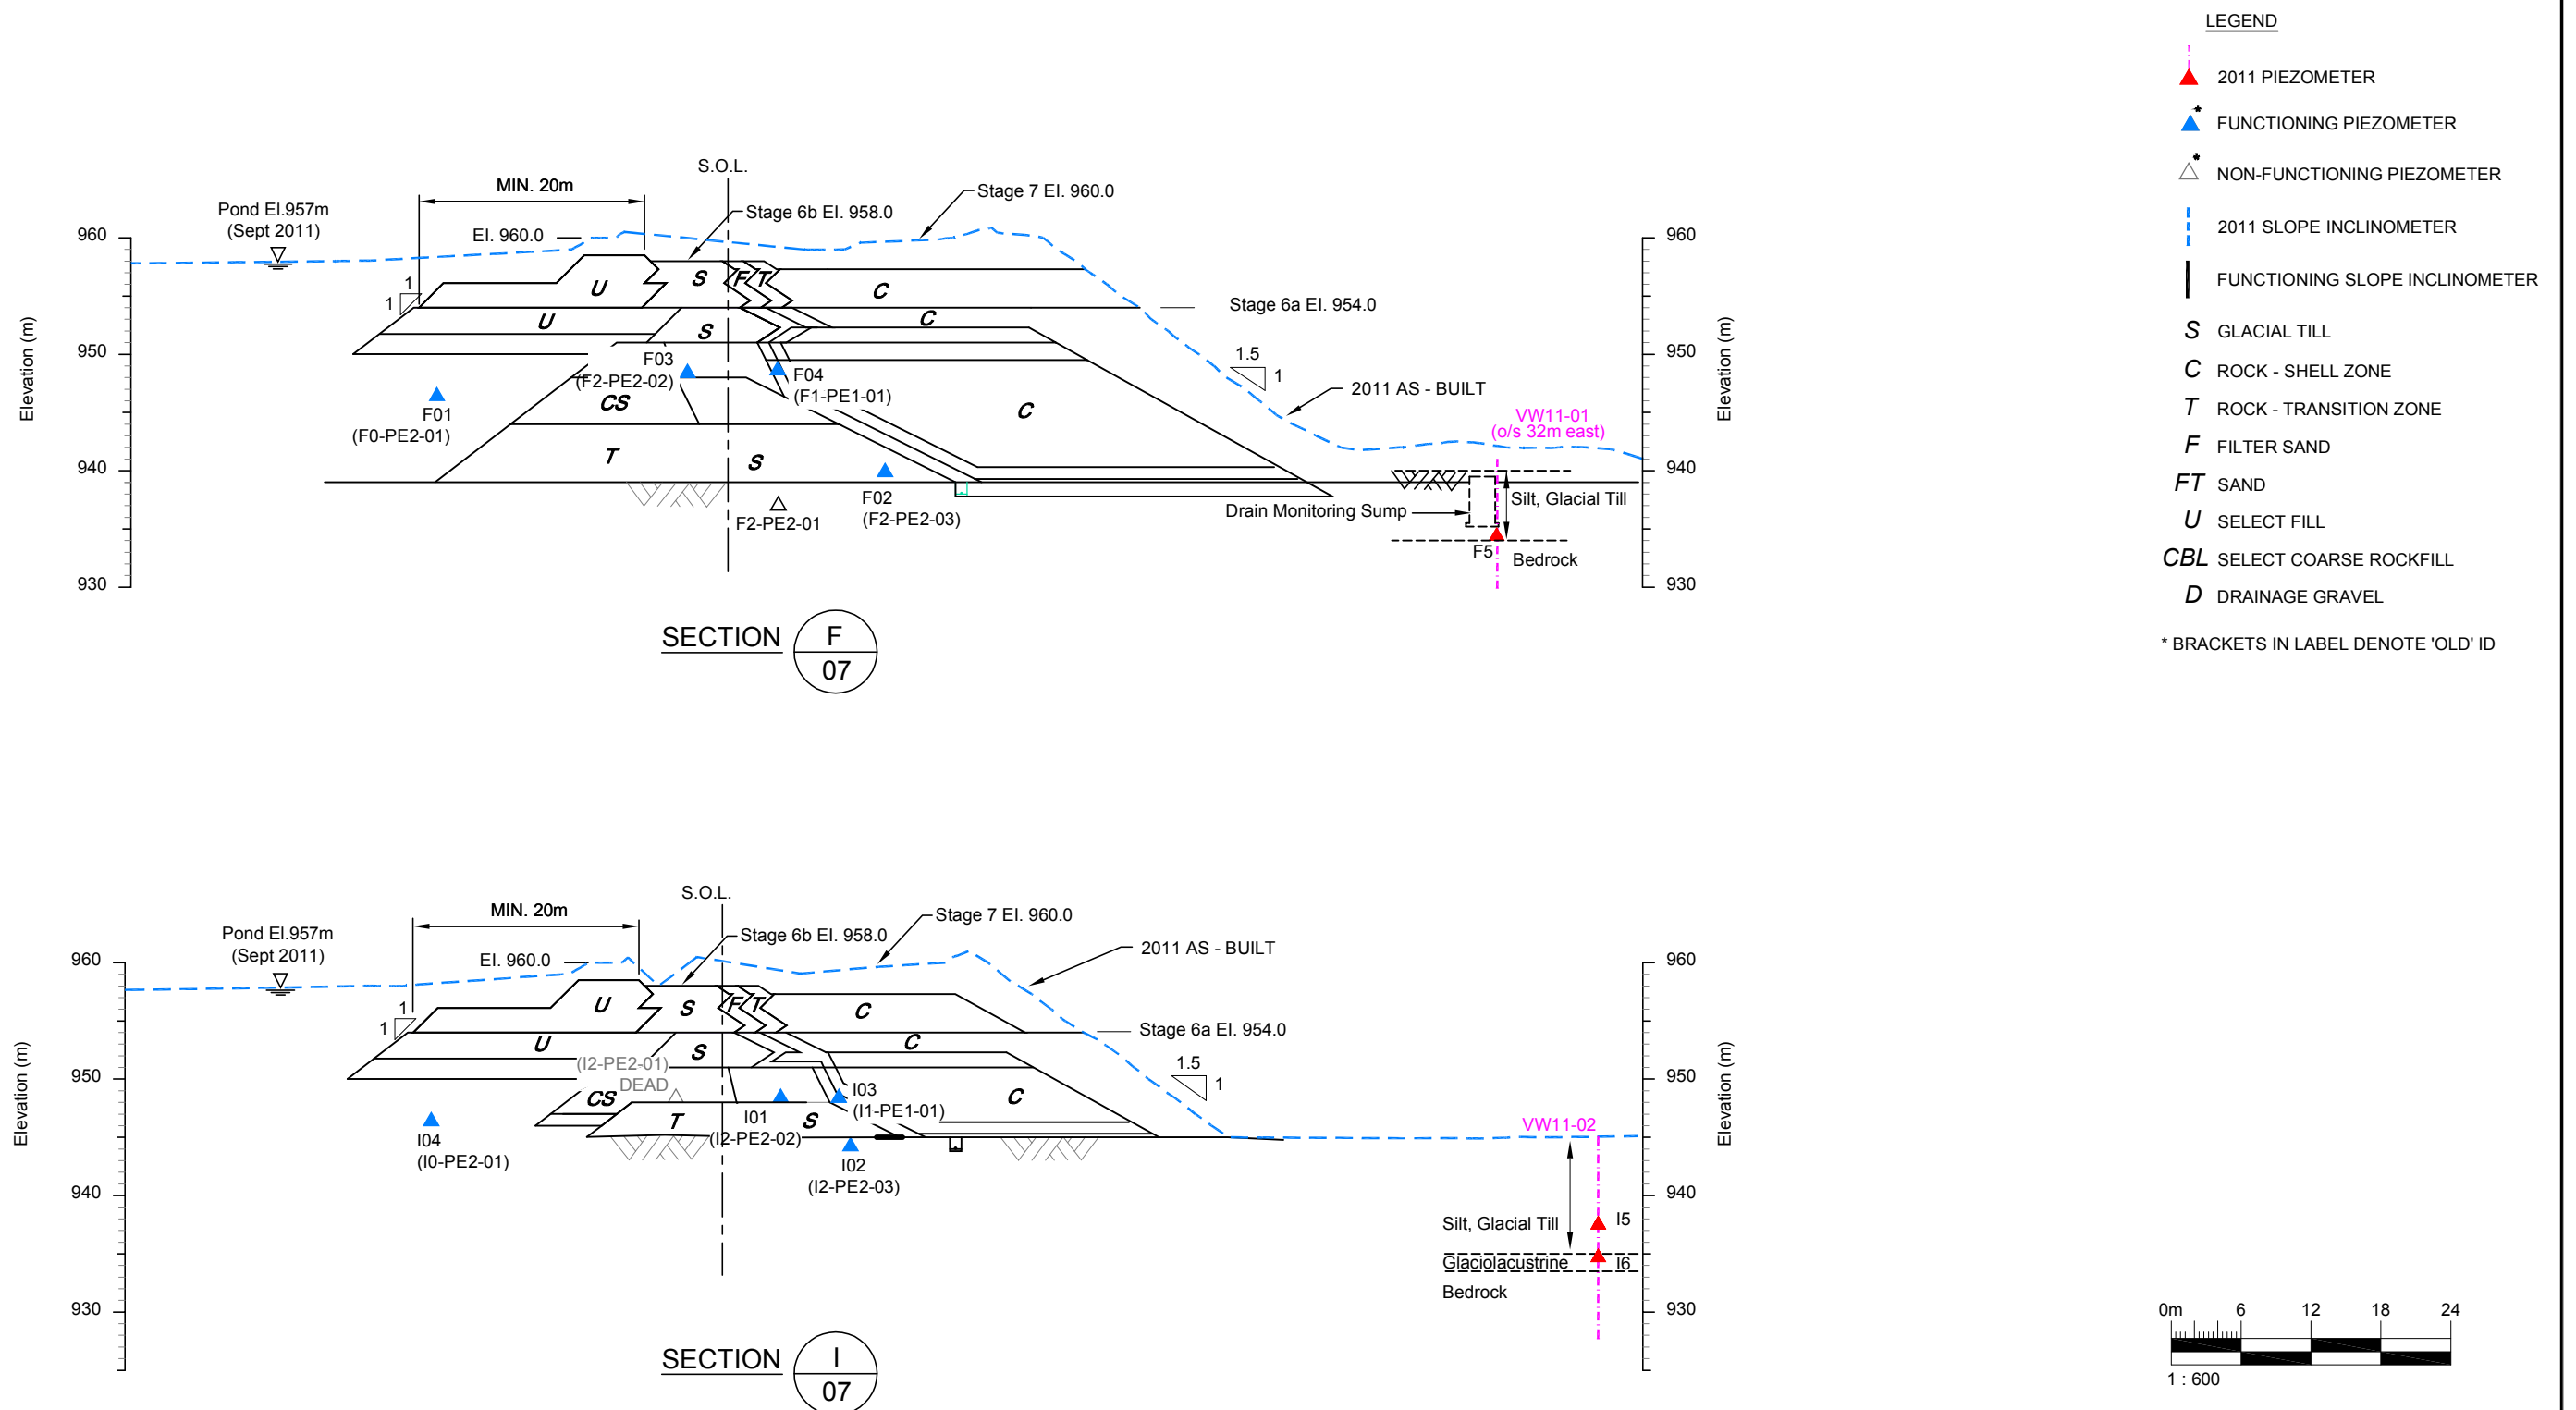 LEGEND
2011 PIEZOMETER
* FUNCTIONING PIEZOMETER
* NON-FUNCTIONING PIEZOMETER
2011 SLOPE INCLINOMETER
FUNCTIONING SLOPE INCLINOMETER
S GLACIAL TILL
C ROCK - SHELL ZONE
T ROCK - TRANSITION ZONE
F FILTER SAND
FT SAND
U SELECT FILL
CBL SELECT COARSE ROCKFILL
D DRAINAGE GRAVEL
* BRACKETS IN LABEL DENOTE 'OLD' ID
S.O.L.
MIN. 20m
Stage 7 El. 960.0
Pond El.957m
(Sept 2011)
Stage 6b El. 958.0
El. 960.0
960
960
U
S
F
T
C
1
1
Stage 6a El. 954.0
U
S
C
Elevation (m)
950
950
Elevation (m)
F03
(F2-PE2-02)
F04
(F1-PE1-01)
1.5
1
2011 AS - BUILT
CS
C
F01
(F0-PE2-01)
VW11-01
(o/s 32m east)
T
S
940
940
F02
(F2-PE2-03)
F2-PE2-01
Silt, Glacial Till
Drain Monitoring Sump
F5
Bedrock
930
930
SECTION
F
07
S.O.L.
MIN. 20m
Stage 7 El. 960.0
Pond El.957m
(Sept 2011)
Stage 6b El. 958.0
2011 AS - BUILT
El. 960.0
960
960
U
S
F
T
C
1
1
Stage 6a El. 954.0
U
S
C
Elevation (m)
950
950
Elevation (m)
(I2-PE2-01)
DEAD
1.5
1
CS
I03
(I1-PE1-01)
C
I01
(I2-PE2-02)
T
S
I04
(I0-PE2-01)
I02
(I2-PE2-03)
VW11-02
940
940
Silt, Glacial Till
I5
Glaciolacustrine
I6
Bedrock
930
930
SECTION
I
07
0m 6 12 18 24
1 : 600